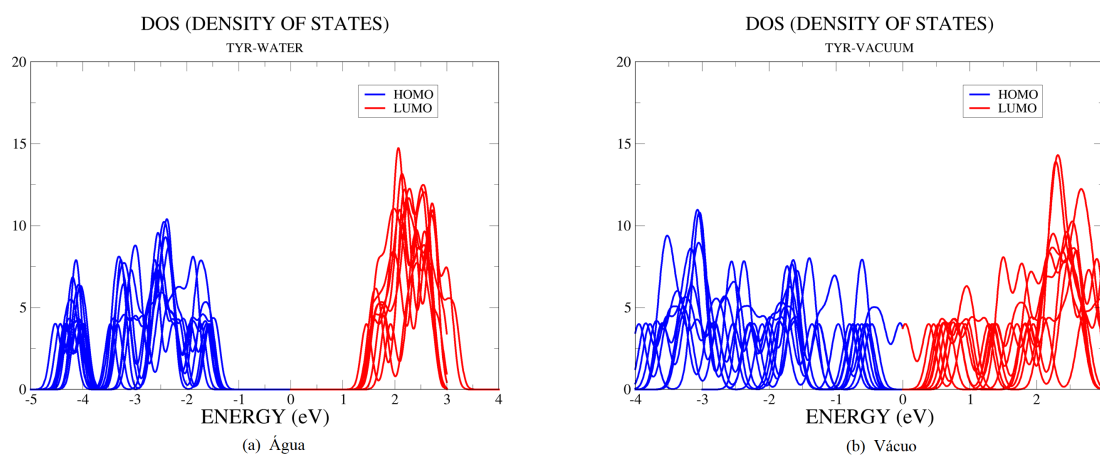 DOS (DENSITY OF STATES)
TYR-WATER
20
15
10
5
0
HOMO
LUMO
-5 -4 -3 -2 -1 0 1 2 3 4
ENERGY (eV)
(a) Água
DOS (DENSITY OF STATES)
TYR-VACUUM
20
15
10
5
0
HOMO
LUMO
-4 -3 -2 -1 0 1 2
ENERGY (eV)
(b) Vácuo